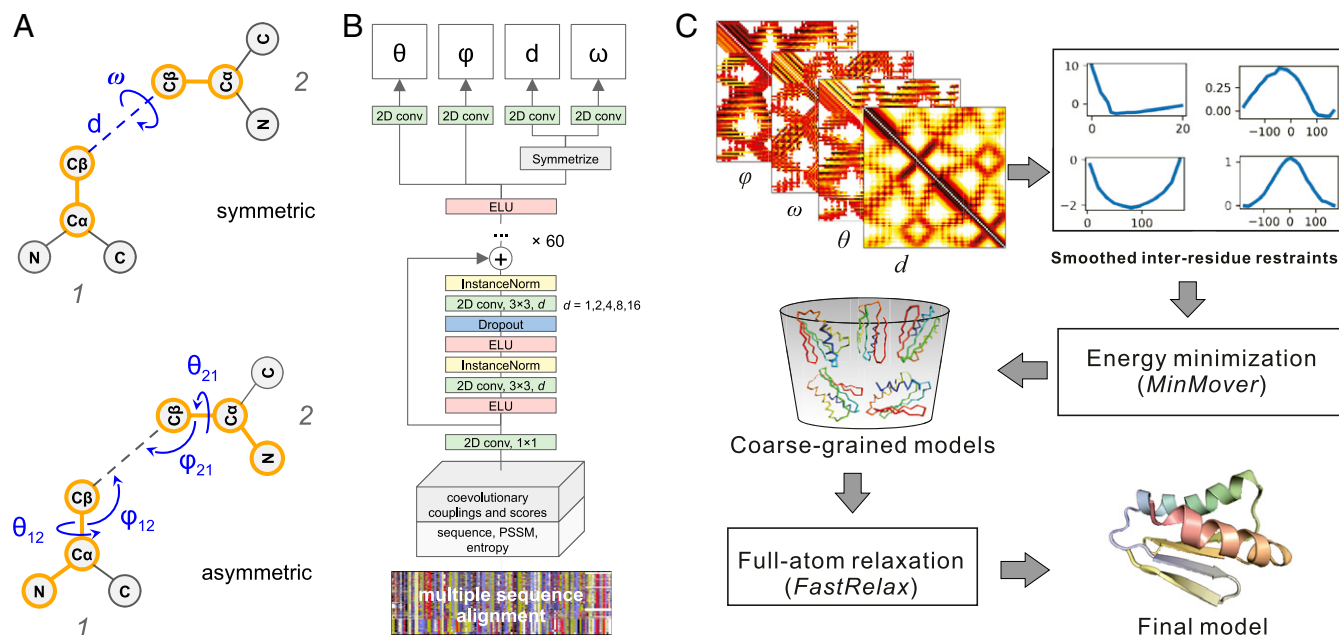 A
ω
d
Cβ
Cα
C
N
2
Cβ
Cα
N
C
1
symmetric
θ21
Cβ
Cα
C
N
2
φ21
Cβ
φ12
θ12
Cα
N
C
1
asymmetric
B
θ φ d ω
2D conv 2D conv 2D conv 2D conv
Symmetrize
ELU
... × 60
+
InstanceNorm
2D conv, 3×3, d d = 1,2,4,8,16
Dropout
ELU
InstanceNorm
2D conv, 3×3, d
ELU
2D conv, 1×1
coevolutionary
couplings and scores
sequence, PSSM,
entropy
multiple sequence
alignment
C
φ
ω
θ
d
10
0
0 20
0.25
0.00
−100 0 100
0
−2
0 100
1
0
−100 0 100
Smoothed inter-residue restraints
Energy minimization
(MinMover)
Coarse-grained models
Full-atom relaxation
(FastRelax)
Final model